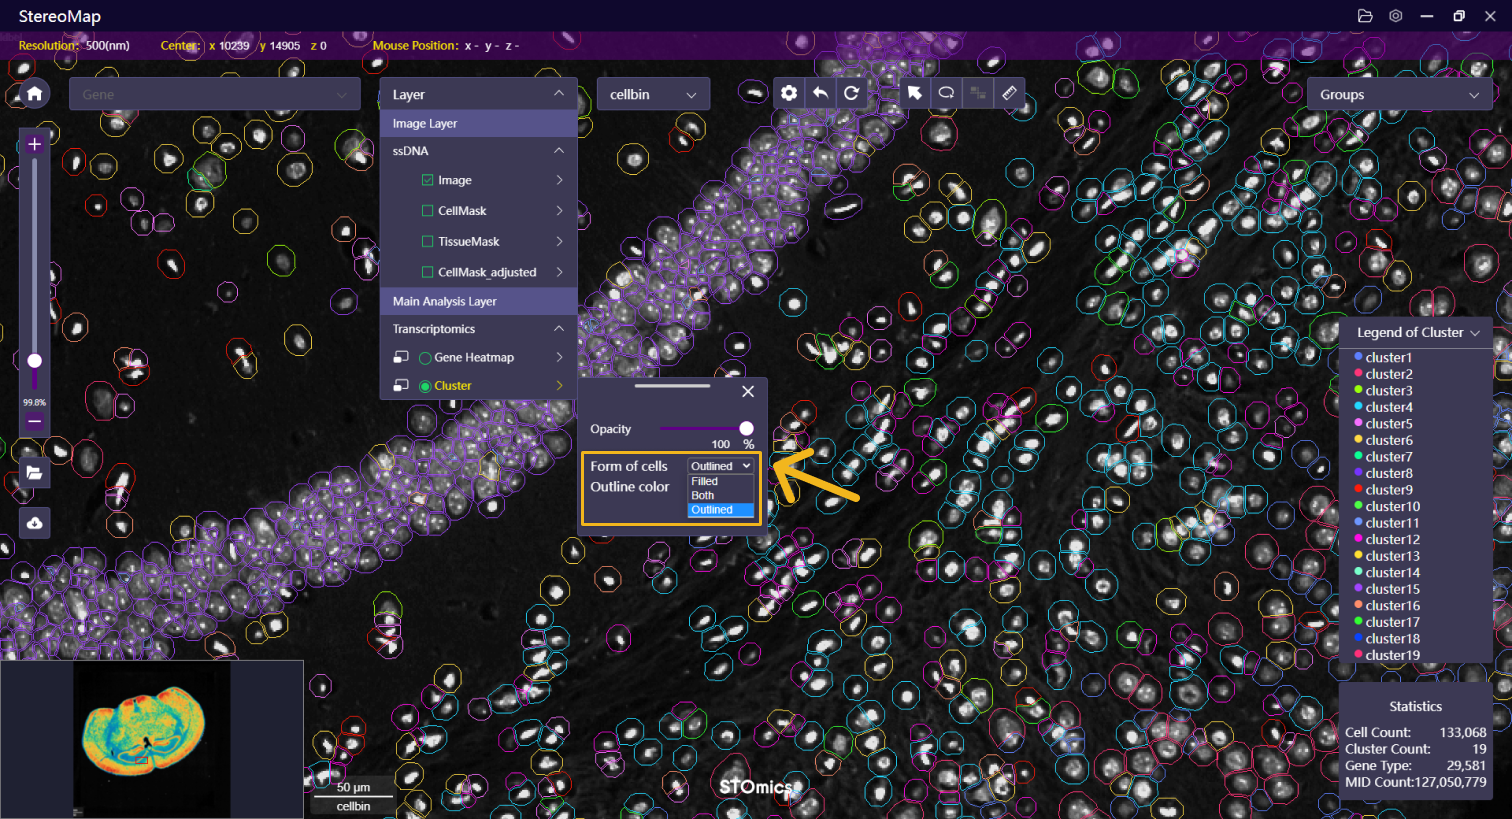 StereoMap
Resolution: 500(nm) Center: x 10239 y 14905 z 0 Mouse Position: x - y - z -
Gene
Layer
cellbin
Groups
Image Layer
ssDNA
Image
CellMask
TissueMask
CellMask_adjusted
Main Analysis Layer
Transcriptomics
Gene Heatmap
Cluster
99.8%
Opacity
100 %
Form of cells Outlined
Outline color
Filled
Both
Outlined
Legend of Cluster
cluster1
cluster2
cluster3
cluster4
cluster5
cluster6
cluster7
cluster8
cluster9
cluster10
cluster11
cluster12
cluster13
cluster14
cluster15
cluster16
cluster17
cluster18
cluster19
Statistics
Cell Count: 133,068
Cluster Count: 19
Gene Type: 29,581
MID Count:127,050,779
50 μm
cellbin
STOmics